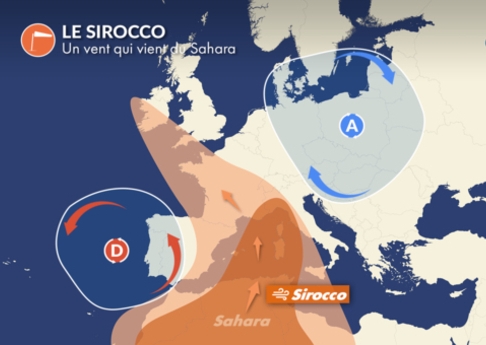 LE SIROCCO
Un vent qui vient du Sahara
A
D
Sirocco
Sahara